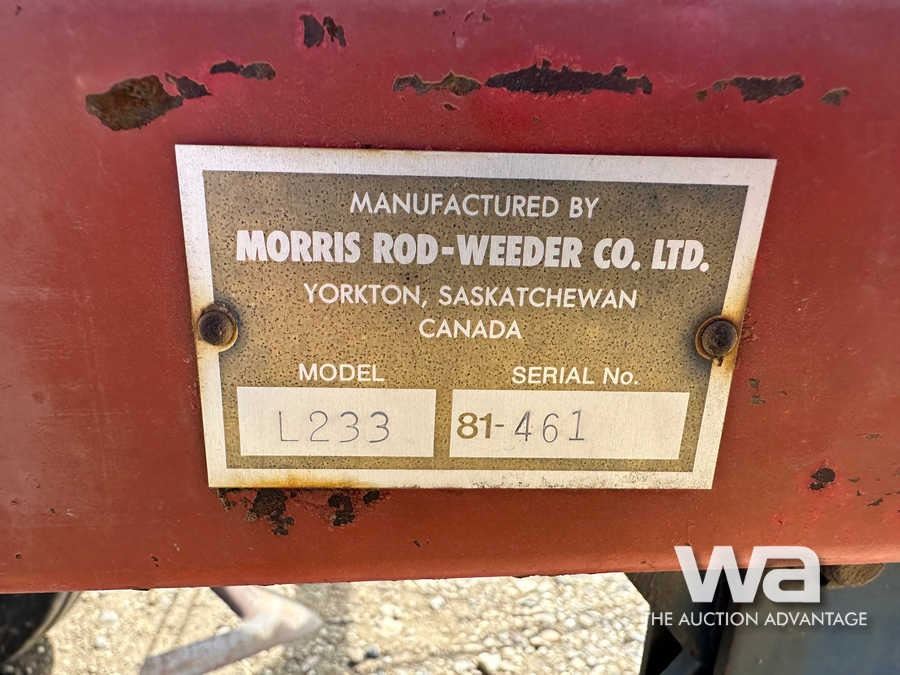 MANUFACTURED BY
MORRIS ROD-WEEDER CO. LTD.
YORKTON, SASKATCHEWAN
CANADA
MODEL SERIAL No.
L233 81-461
wa
THE AUCTION ADVANTAGE